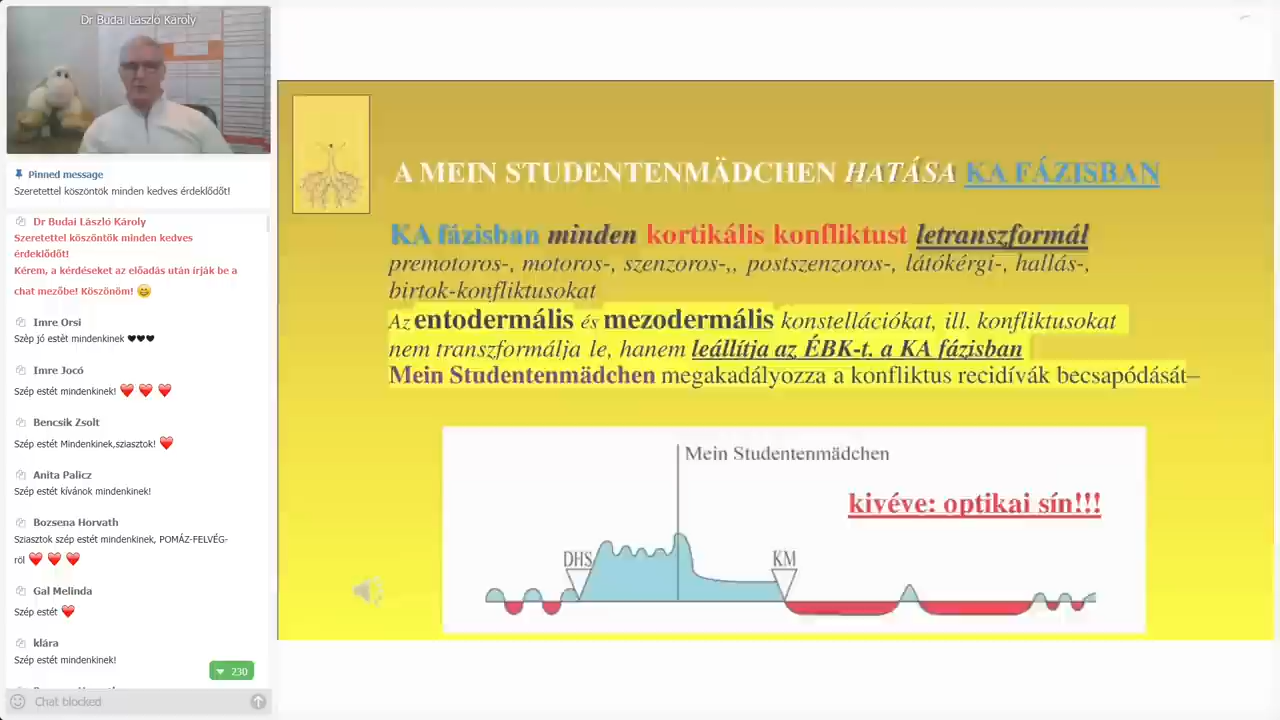 Dr Budai László Károly
Pinned message
Szeretettel köszöntök minden kedves érdeklődőt!
Dr Budai László Károly
Szeretettel köszöntök minden kedves
érdeklődőt!
Kérem, a kérdéseket az előadás után írják be a
chat mezőbe! Köszönöm! 😀
Imre Orsi
Szép jó estét mindenkinek ♥♥♥
Imre Jocó
Szép estét mindenkinek! ❤ ❤ ❤
Bencsik Zsolt
Szép estét Mindenkinek,sziasztok! ❤
Anita Palicz
Szép estét kívánok mindenkinek!
Bozsena Horvath
Sziasztok szép estét mindenkinek, POMÁZ-FELVÉG-
ről ❤ ❤ ❤
Gal Melinda
Szép estét ❤
klára
Szép estét mindenkinek!
230
Chat blocked
A MEIN STUDENTENMÄDCHEN HATÁSA KA FÁZISBAN
KA fázisban minden kortikális konfliktust letranszformál
premotoros-, motoros-, szenzoros-,, postszenzoros-, látókérgi-, hallás-,
birtok-konfliktusokat
Az entodermális és mezodermális konstellációkat, ill. konfliktusokat
nem transzformálja le, hanem leállítja az ÉBK-t. a KA fázisban
Mein Studentenmädchen megakadályozza a konfliktus recidívák becsapódását–
Mein Studentenmädchen
kivéve: optikai sín!!!
DHS
KM